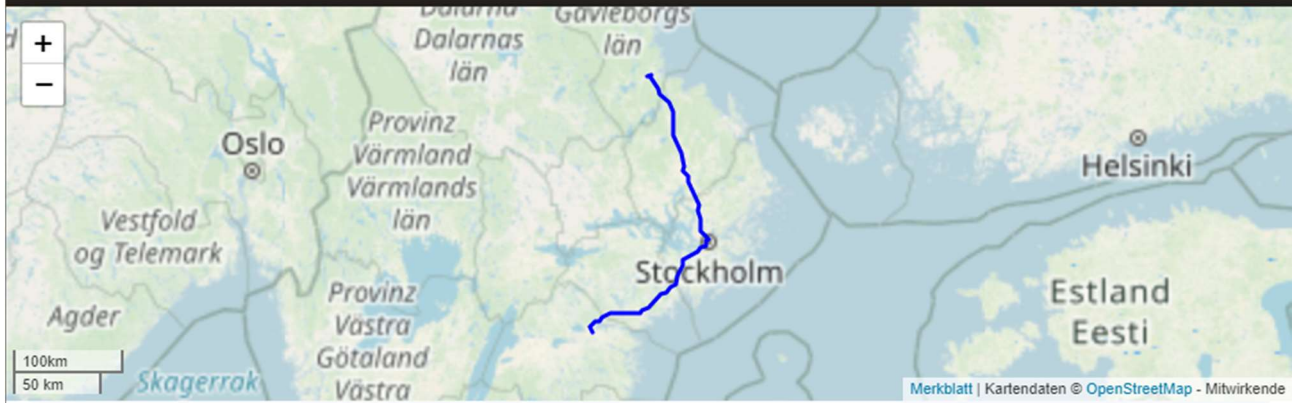 +
−
Dalarna
Dalarnas
län
Gävleborgs
län
Oslo
Provinz
Värmland
Värmlands
län
Helsinki
Vestfold
og Telemark
Stockholm
Provinz
Västra
Götaland
Västra
Agder
Estland
Eesti
100km
50 km
Skagerrak
Merkblatt | Kartendaten © OpenStreetMap - Mitwirkende